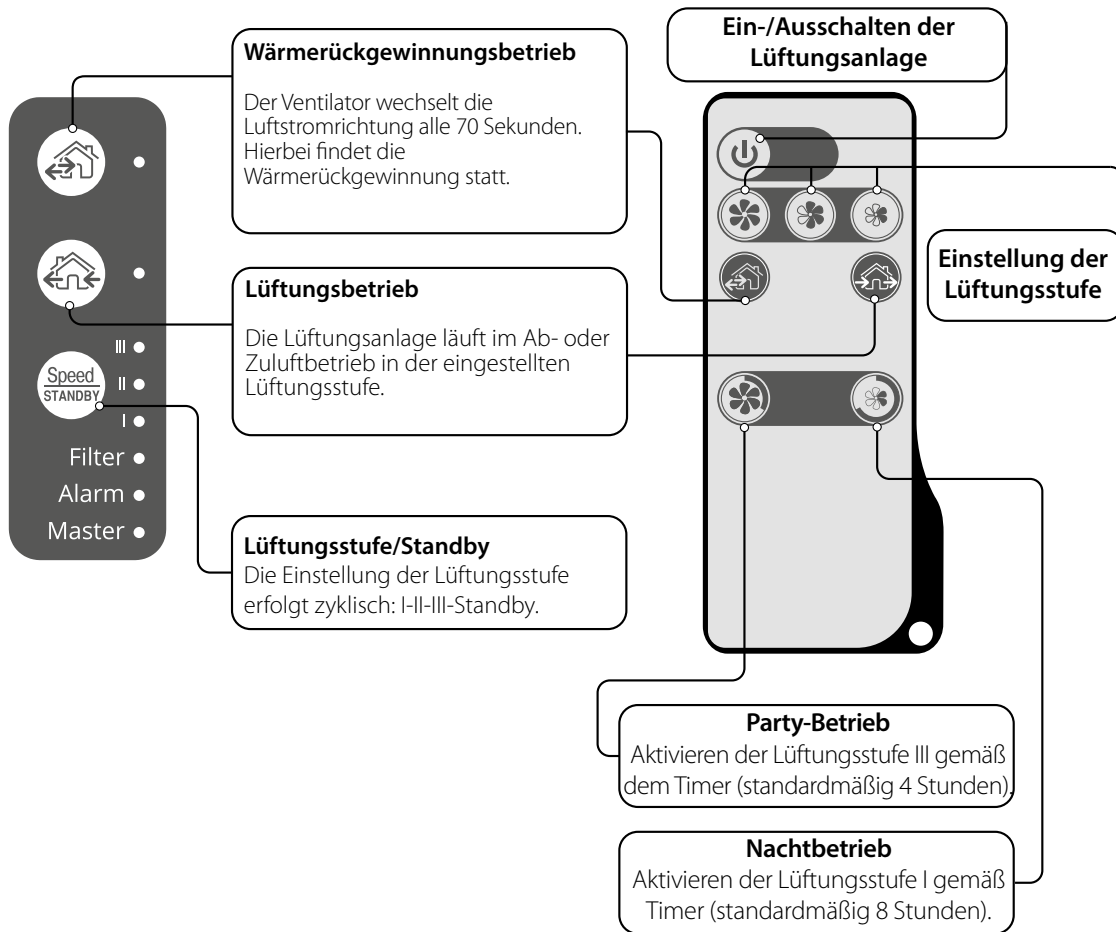 Wärmerückgewinnungsbetrieb
Der Ventilator wechselt die
Luftstromrichtung alle 70 Sekunden.
Hierbei findet die
Wärmerückgewinnung statt.
Ein-/Ausschalten der
Lüftungsanlage
Einstellung der
Lüftungsstufe
Lüftungsbetrieb
Die Lüftungsanlage läuft im Ab- oder
Zuluftbetrieb in der eingestellten
Lüftungsstufe.
III
Speed
STANDBY
II
I
Filter
Alarm
Master
Lüftungsstufe/Standby
Die Einstellung der Lüftungsstufe
erfolgt zyklisch: I-II-III-Standby.
Party-Betrieb
Aktivieren der Lüftungsstufe III gemäß
dem Timer (standardmäßig 4 Stunden).
Nachtbetrieb
Aktivieren der Lüftungsstufe I gemäß
Timer (standardmäßig 8 Stunden).